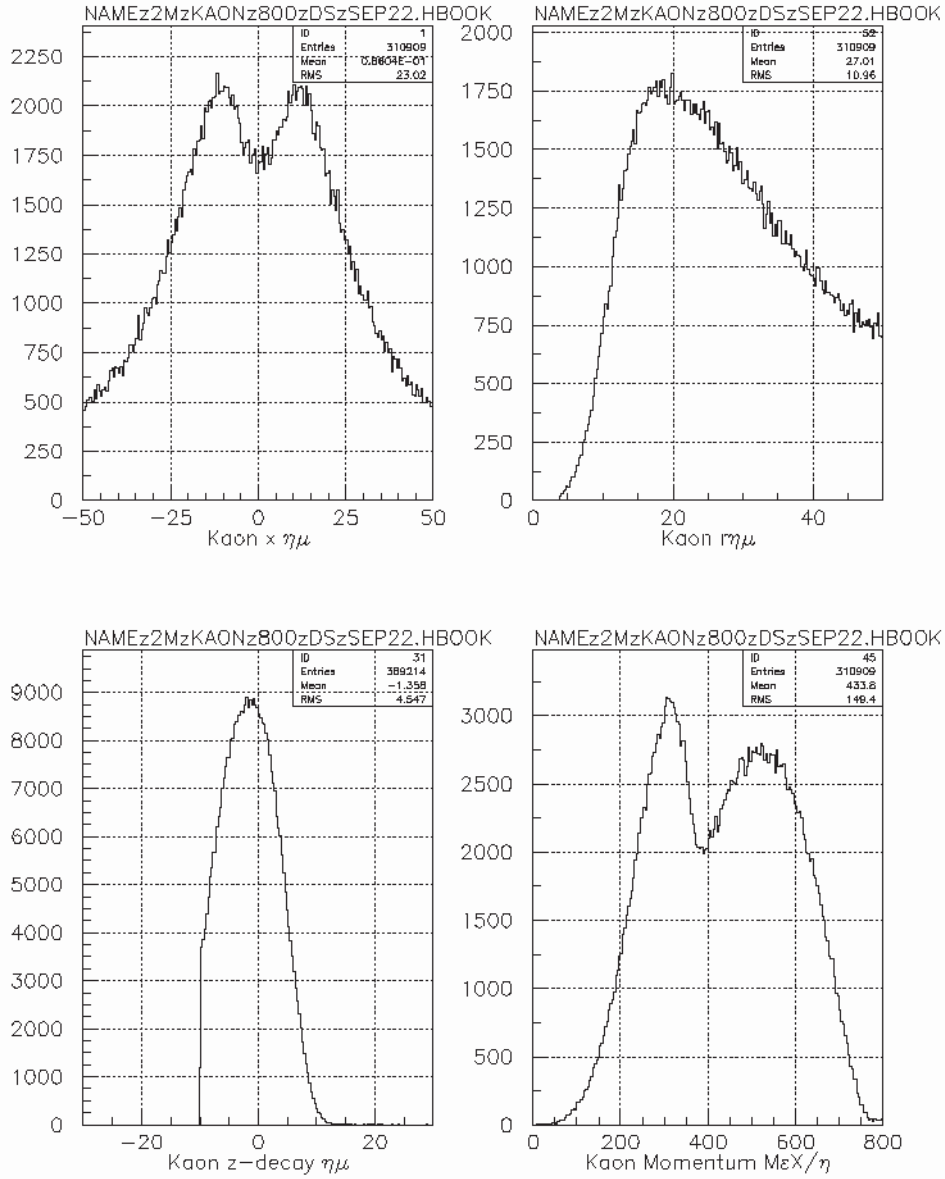 NAMEz2MzKAONz800zDSzSEP22.HBOOK
ID 1
Entries 310909
Mean
RMS 23.02
2250
2000
1750
1500
1250
1000
750
500
250
0
−50 −25 0 25 50
Kaon x ημ
NAMEz2MzKAONz800zDSzSEP22.HBOOK
ID 52
Entries 310909
Mean 27.01
RMS 10.96
2000
1750
1500
1250
1000
750
500
250
0
0 20 40
Kaon rημ
NAMEz2MzKAONz800zDSzSEP22.HBOOK
ID 31
Entries 389214
Mean −1.358
RMS 4.547
9000
8000
7000
6000
5000
4000
3000
2000
1000
0
−20 0 20
Kaon z−decay ημ
NAMEz2MzKAONz800zDSzSEP22.HBOOK
ID 45
Entries 310909
Mean 433.8
RMS 149.4
3000
2500
2000
1500
1000
500
0
0 200 400 600 800
Kaon Momentum MεX/η